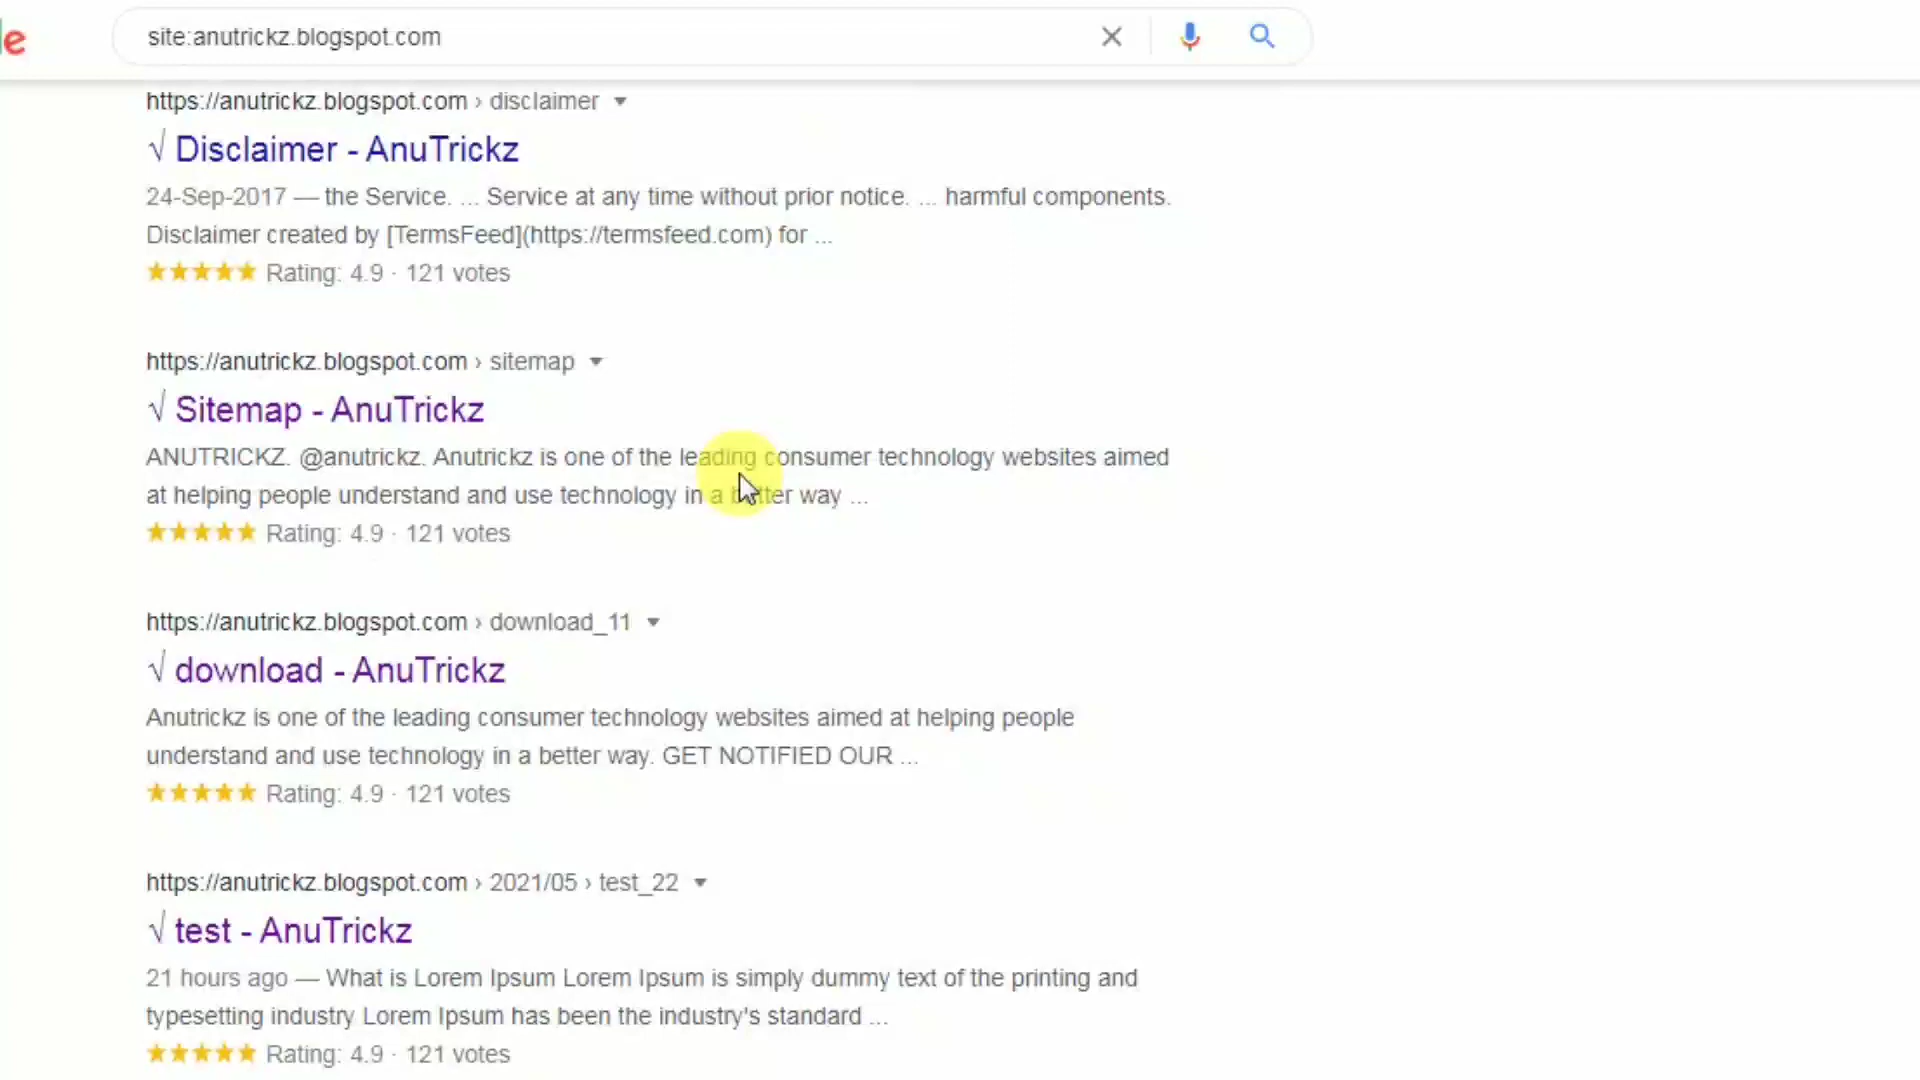 e
site:anutrickz.blogspot.com
https://anutrickz.blogspot.com › disclaimer
√ Disclaimer - AnuTrickz
24-Sep-2017 — the Service. ... Service at any time without prior notice. ... harmful components.
Disclaimer created by [TermsFeed](https://termsfeed.com) for ...
Rating: 4.9 · 121 votes
https://anutrickz.blogspot.com › sitemap
√ Sitemap - AnuTrickz
ANUTRICKZ. @anutrickz. Anutrickz is one of the leading consumer technology websites aimed
at helping people understand and use technology in a better way ...
Rating: 4.9 · 121 votes
https://anutrickz.blogspot.com › download_11
√ download - AnuTrickz
Anutrickz is one of the leading consumer technology websites aimed at helping people
understand and use technology in a better way. GET NOTIFIED OUR ...
Rating: 4.9 · 121 votes
https://anutrickz.blogspot.com › 2021/05 › test_22
√ test - AnuTrickz
21 hours ago — What is Lorem Ipsum Lorem Ipsum is simply dummy text of the printing and
typesetting industry Lorem Ipsum has been the industry's standard ...
Rating: 4.9 · 121 votes